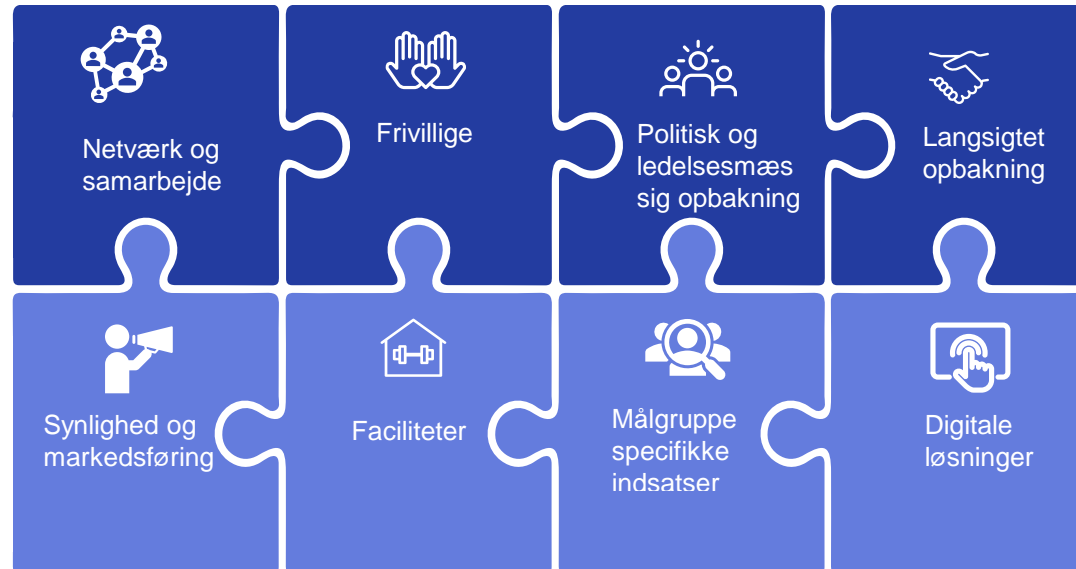 Netværk og
samarbejde
Frivillige
Politisk og
ledelsesmæs
sig opbakning
Langsigtet
opbakning
Synlighed og
markedsføring
Faciliteter
Målgruppe
specifikke
indsatser
Digitale
løsninger